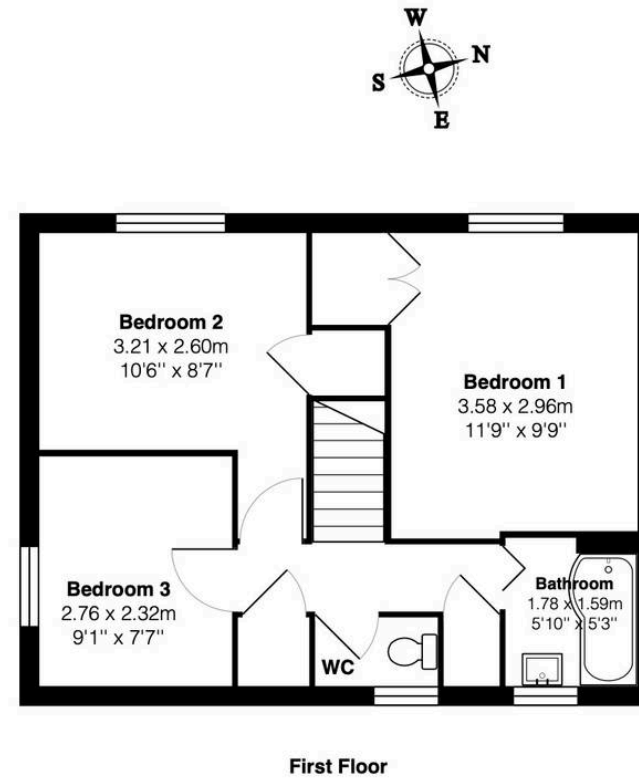 W
N
S
E
Bedroom 2
3.21 x 2.60m
10'6'' x 8'7''
Bedroom 1
3.58 x 2.96m
11'9'' x 9'9''
Bedroom 3
2.76 x 2.32m
9'1'' x 7'7''
Bathroom
1.78 x 1.59m
5'10'' x 5'3''
WC
First Floor